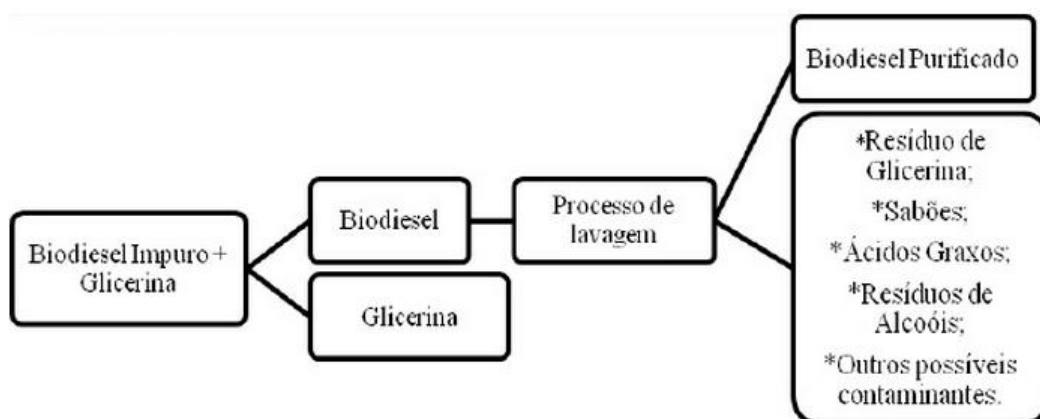 Biodiesel Impuro +
Glicerina
Biodiesel
Glicerina
Processo de
lavagem
Biodiesel Purificado
*Resíduo de
Glicerina;
*Sabões;
*Ácidos Graxos;
*Resíduos de
Alcoóis;
*Outros possíveis
contaminantes.